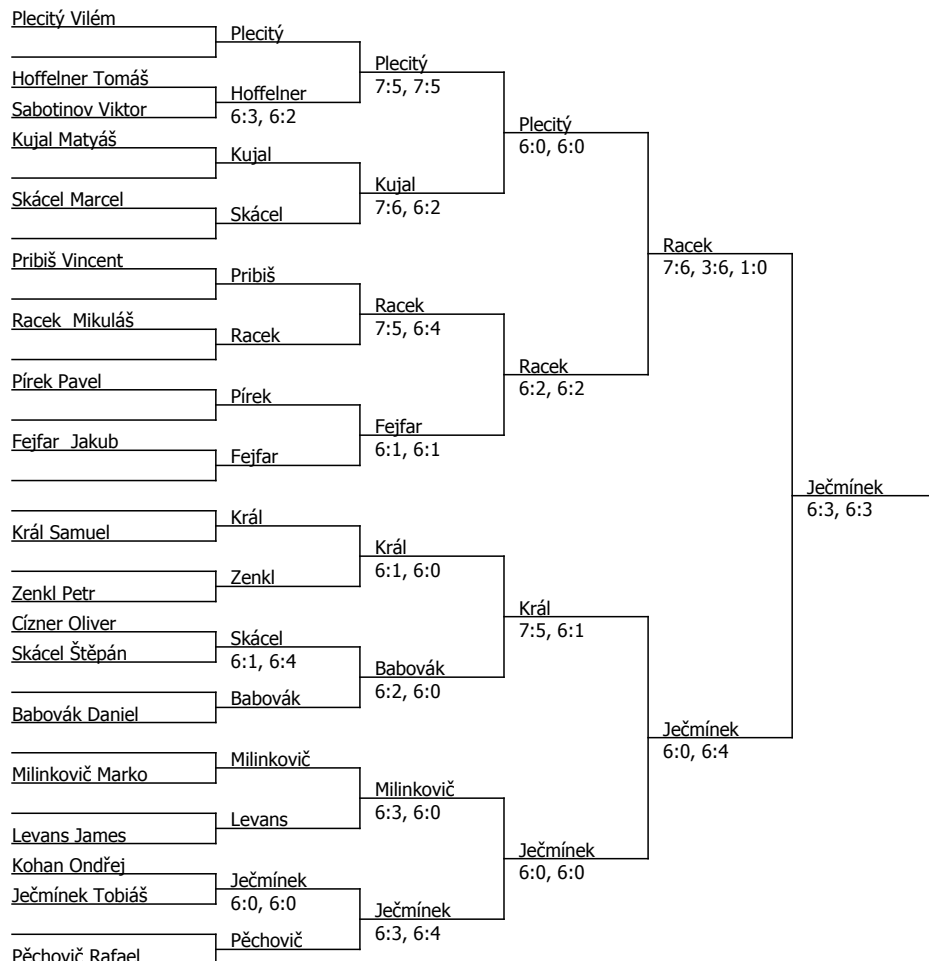 Plecitý Vilém
Hoffelner Tomáš
Sabotinov Viktor
Kujal Matyáš
Skácel Marcel
Pribiš Vincent
Racek Mikuláš
Pírek Pavel
Fejfar Jakub
Král Samuel
Zenkl Petr
Cízner Oliver
Skácel Štěpán
Babovák Daniel
Milinkovič Marko
Levans James
Kohan Ondřej
Ječmínek Tobiáš
Pěchovič Rafael
Plecitý
Hoffelner
6:3, 6:2
Kujal
Skácel
Pribiš
Racek
Pírek
Fejfar
Král
Zenkl
Skácel
6:1, 6:4
Babovák
Milinkovič
Levans
Ječmínek
6:0, 6:0
Pěchovič
Plecitý
7:5, 7:5
Kujal
7:6, 6:2
Racek
7:5, 6:4
Fejfar
6:1, 6:1
Král
6:1, 6:0
Babovák
6:2, 6:0
Milinkovič
6:3, 6:0
Ječmínek
6:3, 6:4
Plecitý
6:0, 6:0
Racek
6:2, 6:2
Král
7:5, 6:1
Ječmínek
6:0, 6:0
Racek
7:6, 3:6, 1:0
Ječmínek
6:0, 6:4
Ječmínek
6:3, 6:3